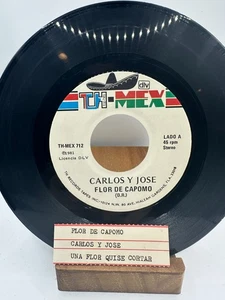 dlv
TH-MEX
TH-MEX 712
LADO A
45 rpm
Stereo
Licencia DLV
CARLOS Y JOSE
FLOR DE CAPOMO
(D.R.)
FLOR DE CAPOMO
CARLOS Y JOSE
UNA FLOR QUISE CORTAR